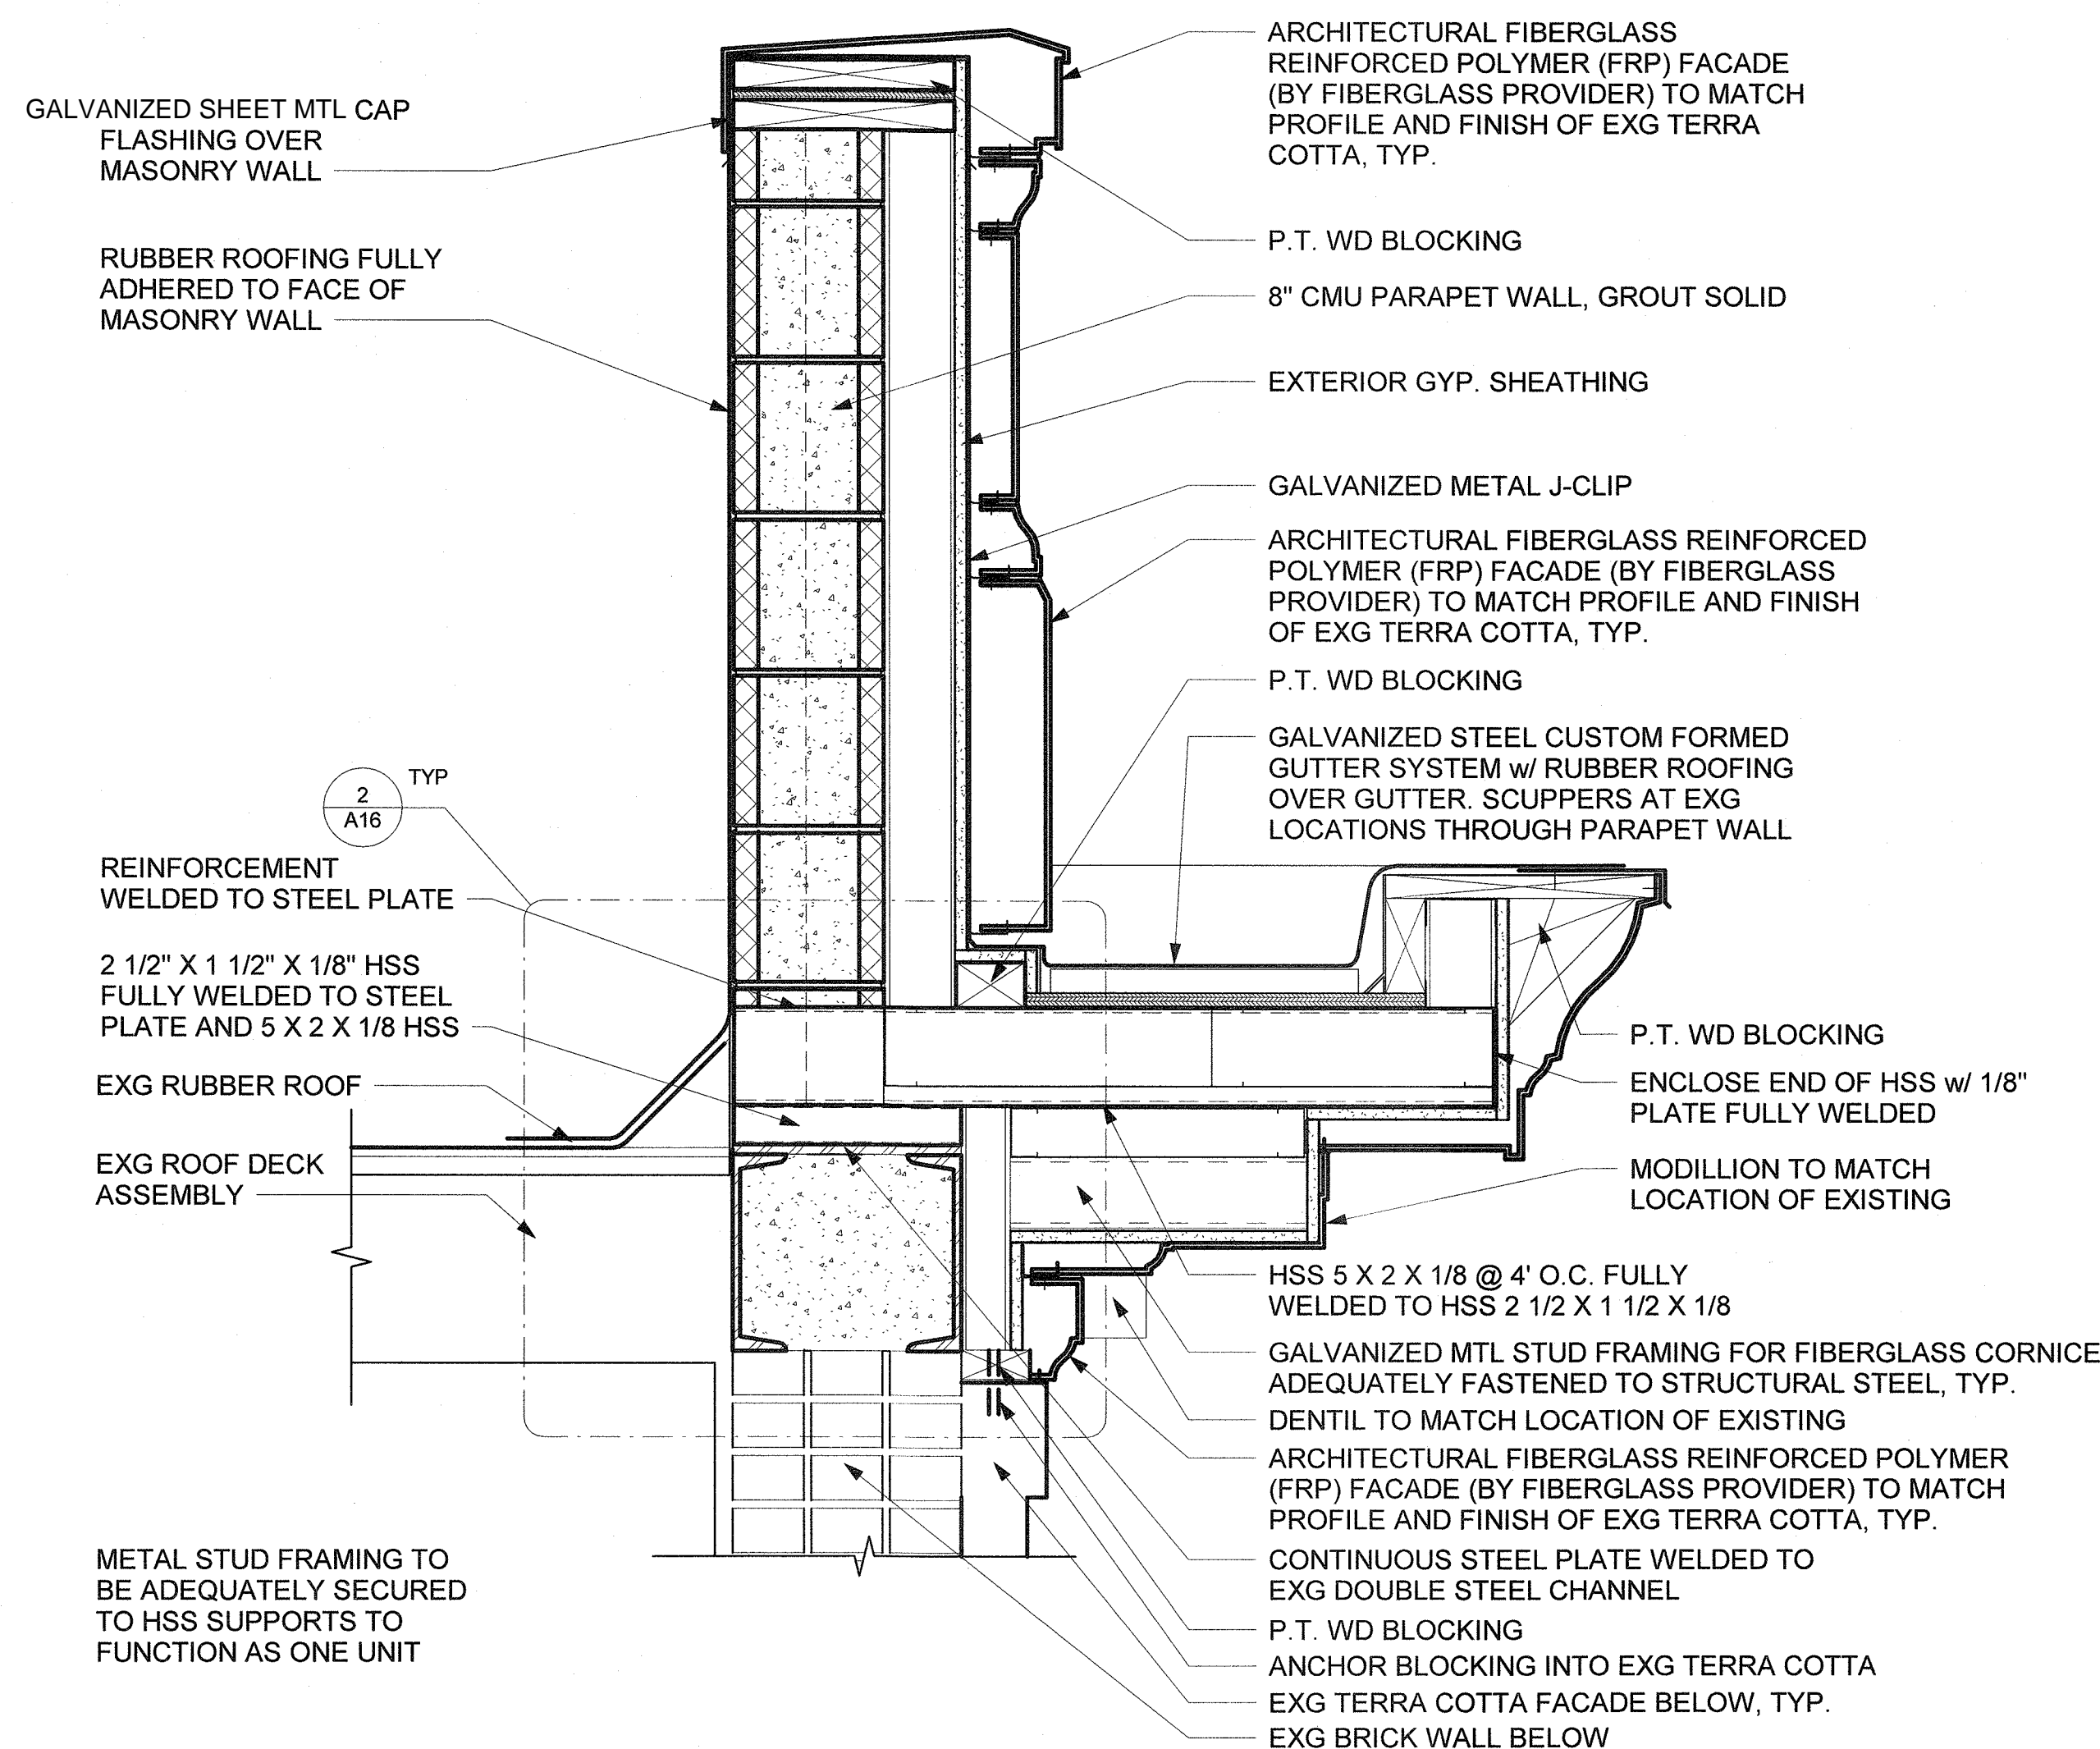 GALVANIZED SHEET MTL CAP
FLASHING OVER
MASONRY WALL
RUBBER ROOFING FULLY
ADHERED TO FACE OF
MASONRY WALL
2
A16
TYP
REINFORCEMENT
WELDED TO STEEL PLATE
2 1/2" X 1 1/2" X 1/8" HSS
FULLY WELDED TO STEEL
PLATE AND 5 X 2 X 1/8 HSS
EXG RUBBER ROOF
EXG ROOF DECK
ASSEMBLY
METAL STUD FRAMING TO
BE ADEQUATELY SECURED
TO HSS SUPPORTS TO
FUNCTION AS ONE UNIT
ARCHITECTURAL FIBERGLASS
REINFORCED POLYMER (FRP) FACADE
(BY FIBERGLASS PROVIDER) TO MATCH
PROFILE AND FINISH OF EXG TERRA
COTTA, TYP.
P.T. WD BLOCKING
8" CMU PARAPET WALL, GROUT SOLID
EXTERIOR GYP. SHEATHING
GALVANIZED METAL J-CLIP
ARCHITECTURAL FIBERGLASS REINFORCED
POLYMER (FRP) FACADE (BY FIBERGLASS
PROVIDER) TO MATCH PROFILE AND FINISH
OF EXG TERRA COTTA, TYP.
P.T. WD BLOCKING
GALVANIZED STEEL CUSTOM FORMED
GUTTER SYSTEM w/ RUBBER ROOFING
OVER GUTTER. SCUPPERS AT EXG
LOCATIONS THROUGH PARAPET WALL
P.T. WD BLOCKING
ENCLOSE END OF HSS w/ 1/8"
PLATE FULLY WELDED
MODILLION TO MATCH
LOCATION OF EXISTING
HSS 5 X 2 X 1/8 @ 4' O.C. FULLY
WELDED TO HSS 2 1/2 X 1 1/2 X 1/8
GALVANIZED MTL STUD FRAMING FOR FIBERGLASS CORNICE
ADEQUATELY FASTENED TO STRUCTURAL STEEL, TYP.
DENTIL TO MATCH LOCATION OF EXISTING
ARCHITECTURAL FIBERGLASS REINFORCED POLYMER
(FRP) FACADE (BY FIBERGLASS PROVIDER) TO MATCH
PROFILE AND FINISH OF EXG TERRA COTTA, TYP.
CONTINUOUS STEEL PLATE WELDED TO
EXG DOUBLE STEEL CHANNEL
P.T. WD BLOCKING
ANCHOR BLOCKING INTO EXG TERRA COTTA
EXG TERRA COTTA FACADE BELOW, TYP.
EXG BRICK WALL BELOW